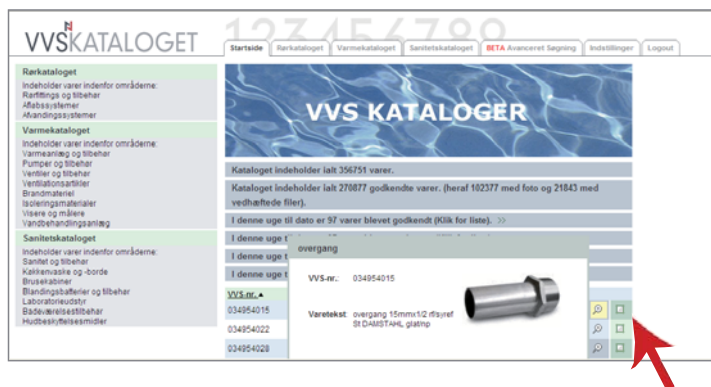 VVSKATALOGET
1234567890
Startside Rørkataloget Varmekataloget Sanitetskataloget BETA Avanceret Søgning Indstillinger Logout
Rørkataloget
Indeholder varer indenfor områderne:
Rørfittings og tilbehør
Afløbssystemer
Afvandingssystemer
Varmekataloget
Indeholder varer indenfor områderne:
Varmeanlæg og tilbehør
Pumper og tilbehør
Ventiler og tilbehør
Ventilationsartikler
Brandmateriel
Isoleringsmaterialer
Visere og målere
Vandbehandlingsanlæg
Sanitetskataloget
Indeholder varer indenfor områderne:
Sanitet og tilbehør
Køkkenvaske og -borde
Brusekabiner
Blandingsbatterier og tilbehør
Laboratorieudstyr
Badeværelsestilbehør
Hudbeskyttelsesmidler
VVS KATALOGER
Kataloget indeholder ialt 356751 varer.
Kataloget indeholder ialt 270877 godkendte varer. (heraf 102377 med foto og 21843 med
vedhæftede filer).
I denne uge til dato er 97 varer blevet godkendt (Klik for liste). >>
I denne uge t
I denne uge t
I denne uge t
overgang
VVS-nr.: 034954015
Varetekst: overgang 15mmx1/2 rf/syref
St DAMSTAHL glat/np
VVS-nr.
034954015
034954022
034954028